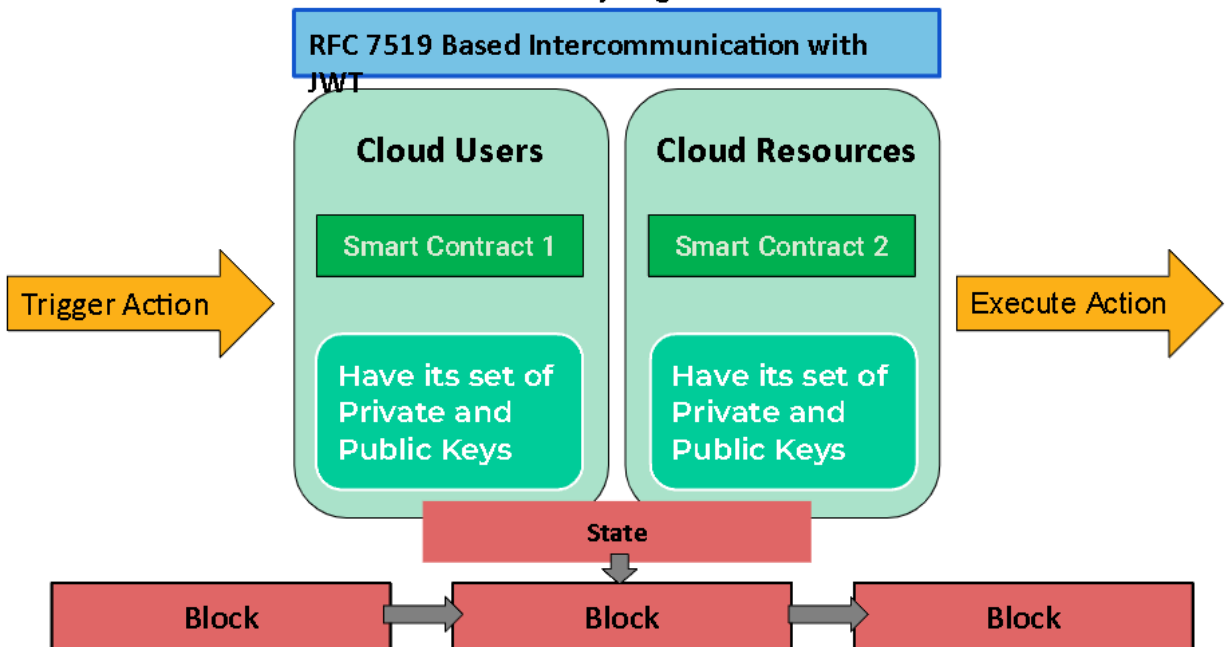 RFC 7519 Based Intercommunication with
JWT
Cloud Users
Cloud Resources
Smart Contract 1
Smart Contract 2
Trigger Action
Execute Action
Have its set of
Private and
Public Keys
Have its set of
Private and
Public Keys
State
Block
Block
Block